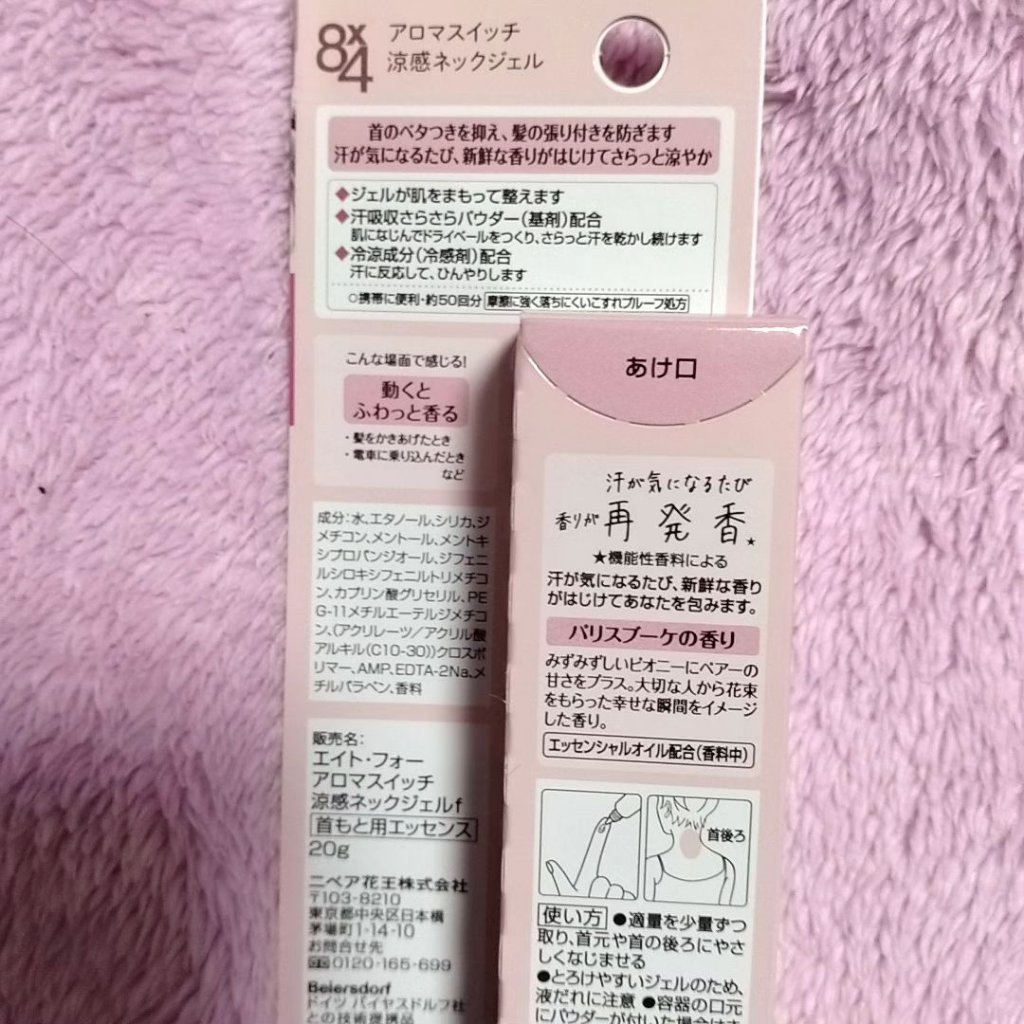 8x4
アロマスイッチ
涼感ネックジェル
首のベタつきを抑え、髪の張り付きを防ぎます
汗が気になるたび、新鮮な香りがはじけてさらっと涼やか
◆ジェルが肌をまもって整えます
◆汗吸収さらさらパウダー(基剤)配合
肌になじんでドライベールをつくり、さらっと汗を乾かし続けます
◆冷涼成分(冷感剤)配合
汗に反応して、ひんやりします
○携帯に便利・約50回分 摩擦に強く落ちにくいこすれプルーフ処方
こんな場面で感じる!
動くと
ふわっと香る
・髪をかきあげたとき
・電車に乗り込んだとき
など
成分:水、エタノール、シリカ、ジ
メチコン、メントール、メントキ
シプロパンジオール、ジフェニ
ルシロキシフェニルトリメチコ
ン、カプリン酸グリセリル、PE
G-11メチルエーテルジメチコ
ン、(アクリレーツ/アクリル酸
アルキル(C10-30))クロスポ
リマー、AMP、EDTA-2Na、メ
チルパラベン、香料
販売名:
エイト・フォー
アロマスイッチ
涼感ネックジェルf
首もと用エッセンス
20g
ニベア花王株式会社
〒103-8210
東京都中央区日本橋
茅場町1-14-10
お問合せ先
0120-165-699
Beiersdorf
ドイツ バイヤスドルフ社
との技術提携品
あけ口
汗が気になるたび
香りが再発香★
★機能性香料による
汗が気になるたび、新鮮な香り
がはじけてあなたを包みます。
パリスブーケの香り
みずみずしいピオニーにペアーの
甘さをプラス。大切な人から花束
をもらった幸せな瞬間をイメージ
した香り。
エッセンシャルオイル配合(香料中)
首後ろ
使い方 ●適量を少量ずつ
取り、首元や首の後ろにやさ
しくなじませる
●とろけやすいジェルのため、
液だれに注意 ●容器の口元
にパウダーが付いた場合は